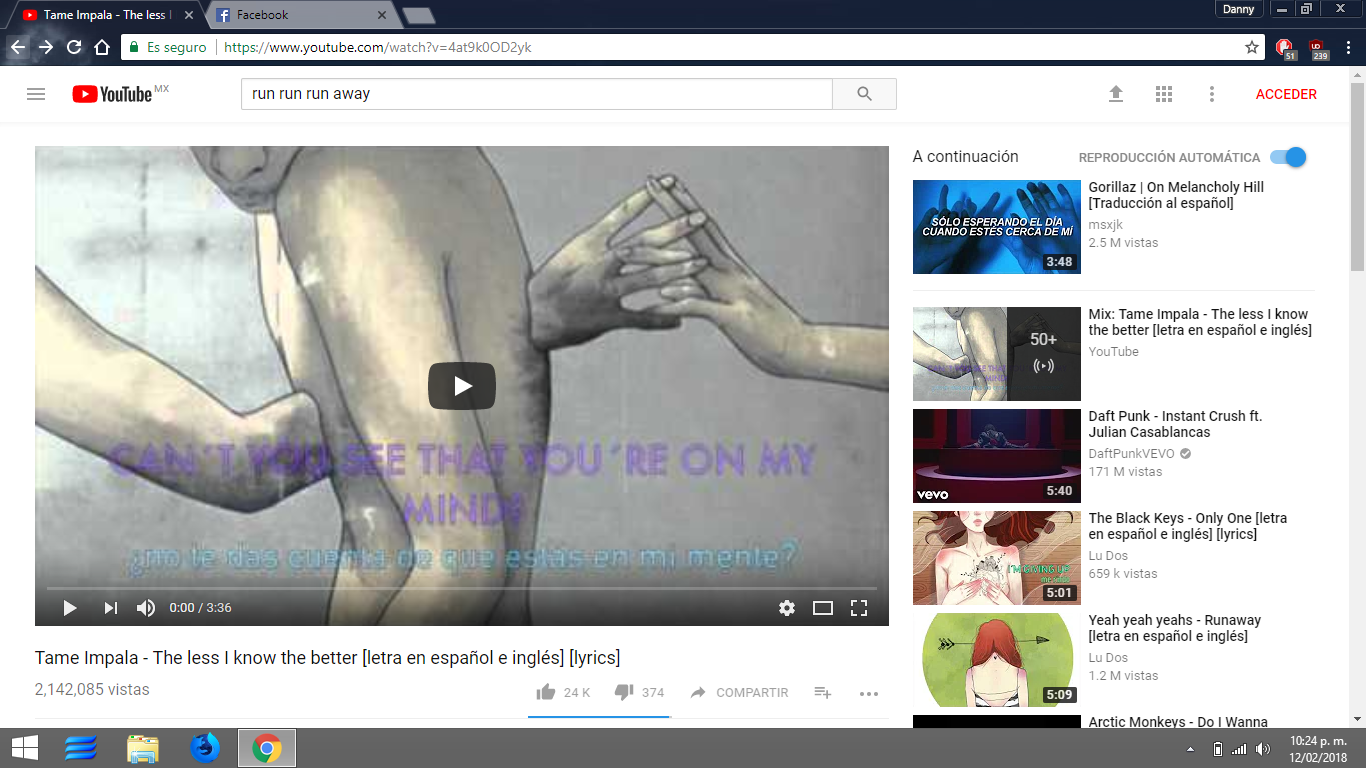 Tame Impala - The less I
Facebook
Danny
Es seguro
https://www.youtube.com/watch?v=4at9k0OD2yk
51
UD
239
YouTube MX
run run run away
ACCEDER
CAN´T YOU SEE THAT YOU´RE ON MY
MIND?
¿no te das cuenta de que estás en mi mente?
0:00 / 3:36
Tame Impala - The less I know the better [letra en español e inglés] [lyrics]
2,142,085 vistas
24 K
374
COMPARTIR
A continuación
REPRODUCCIÓN AUTOMÁTICA
SÓLO ESPERANDO EL DÍA
CUANDO ESTÉS CERCA DE MÍ
3:48
Gorillaz | On Melancholy Hill
[Traducción al español]
msxjk
2.5 M vistas
CAN'T YOU SEE THAT
MIND
50+
Mix: Tame Impala - The less I know
the better [letra en español e inglés]
YouTube
vevo
5:40
Daft Punk - Instant Crush ft.
Julian Casablancas
DaftPunkVEVO
171 M vistas
I'M GIVING UP
5:01
The Black Keys - Only One [letra
en español e inglés] [lyrics]
Lu Dos
659 k vistas
5:09
Yeah yeah yeahs - Runaway
[letra en español e inglés]
Lu Dos
1.2 M vistas
Arctic Monkeys - Do I Wanna
10:24 p. m.
12/02/2018